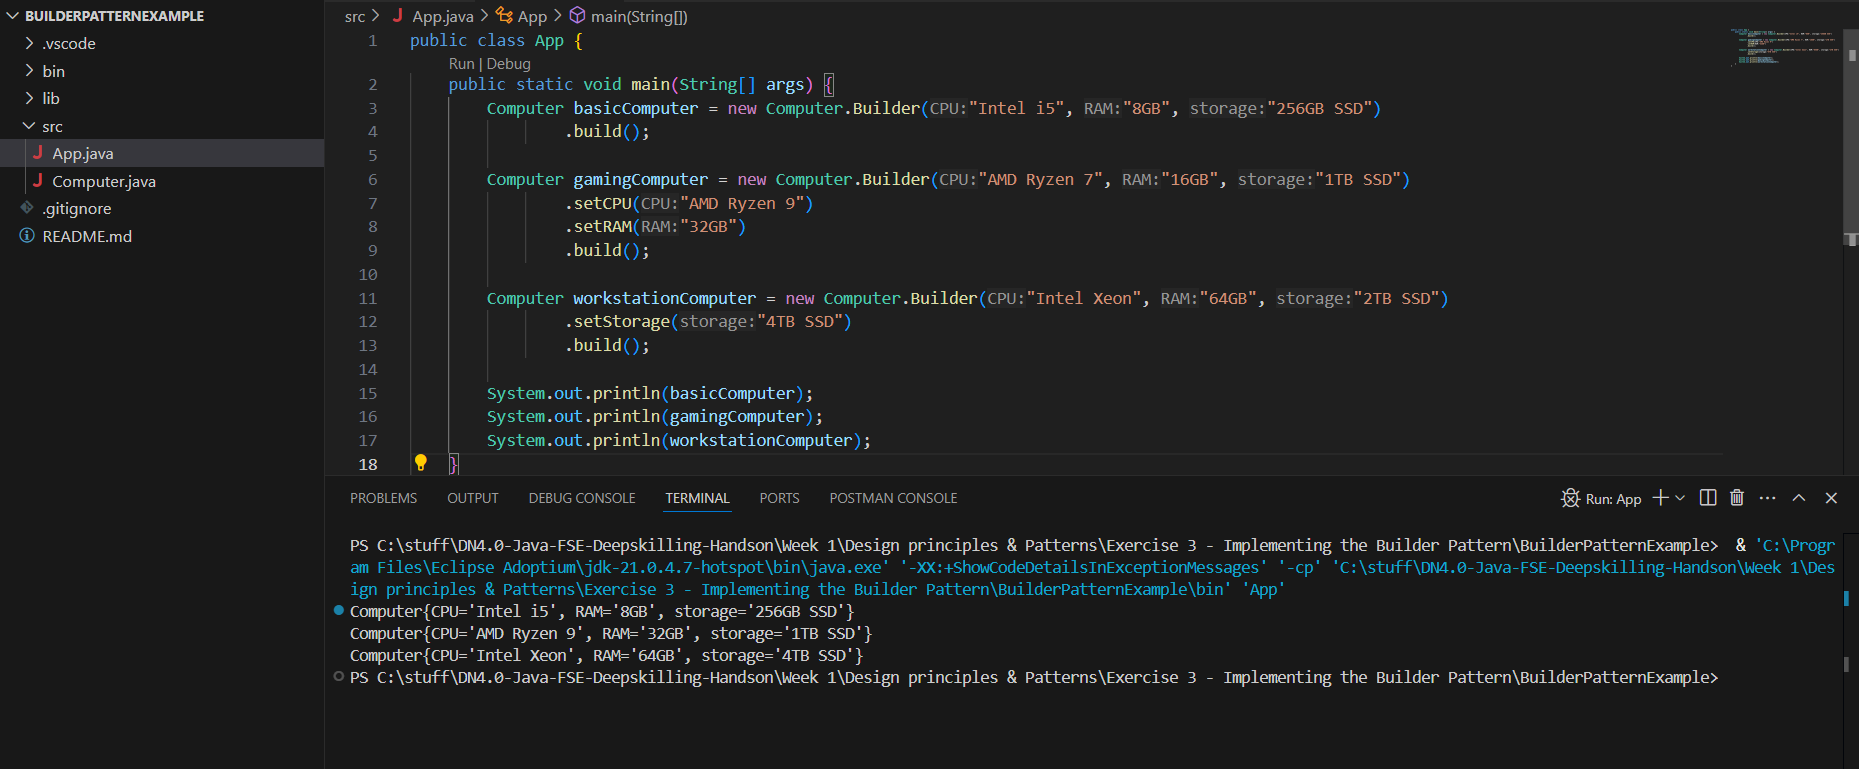 BUILDERPATTERNEXAMPLE
.vscode
bin
lib
src
App.java
Computer.java
.gitignore
README.md
src > J App.java > App > main(String[])
1 public class App {
Run | Debug
2 public static void main(String[] args) {
3 Computer basicComputer = new Computer.Builder(CPU:"Intel i5", RAM:"8GB", storage:"256GB SSD")
4 .build();
5
6 Computer gamingComputer = new Computer.Builder(CPU:"AMD Ryzen 7", RAM:"16GB", storage:"1TB SSD")
7 .setCPU(CPU:"AMD Ryzen 9")
8 .setRAM(RAM:"32GB")
9 .build();
10
11 Computer workstationComputer = new Computer.Builder(CPU:"Intel Xeon", RAM:"64GB", storage:"2TB SSD")
12 .setStorage(storage:"4TB SSD")
13 .build();
14
15 System.out.println(basicComputer);
16 System.out.println(gamingComputer);
17 System.out.println(workstationComputer);
18 }
PROBLEMS OUTPUT DEBUG CONSOLE TERMINAL PORTS POSTMAN CONSOLE Run: App
PS C:\stuff\DN4.0-Java-FSE-Deepskilling-Handson\Week 1\Design principles & Patterns\Exercise 3 - Implementing the Builder Pattern\BuilderPatternExample> & 'C:\Progr
am Files\Eclipse Adoptium\jdk-21.0.4.7-hotspot\bin\java.exe' '-XX:+ShowCodeDetailsInExceptionMessages' '-cp' 'C:\stuff\DN4.0-Java-FSE-Deepskilling-Handson\Week 1\Des
ign principles & Patterns\Exercise 3 - Implementing the Builder Pattern\BuilderPatternExample\bin' 'App'
Computer{CPU='Intel i5', RAM='8GB', storage='256GB SSD'}
Computer{CPU='AMD Ryzen 9', RAM='32GB', storage='1TB SSD'}
Computer{CPU='Intel Xeon', RAM='64GB', storage='4TB SSD'}
PS C:\stuff\DN4.0-Java-FSE-Deepskilling-Handson\Week 1\Design principles & Patterns\Exercise 3 - Implementing the Builder Pattern\BuilderPatternExample>